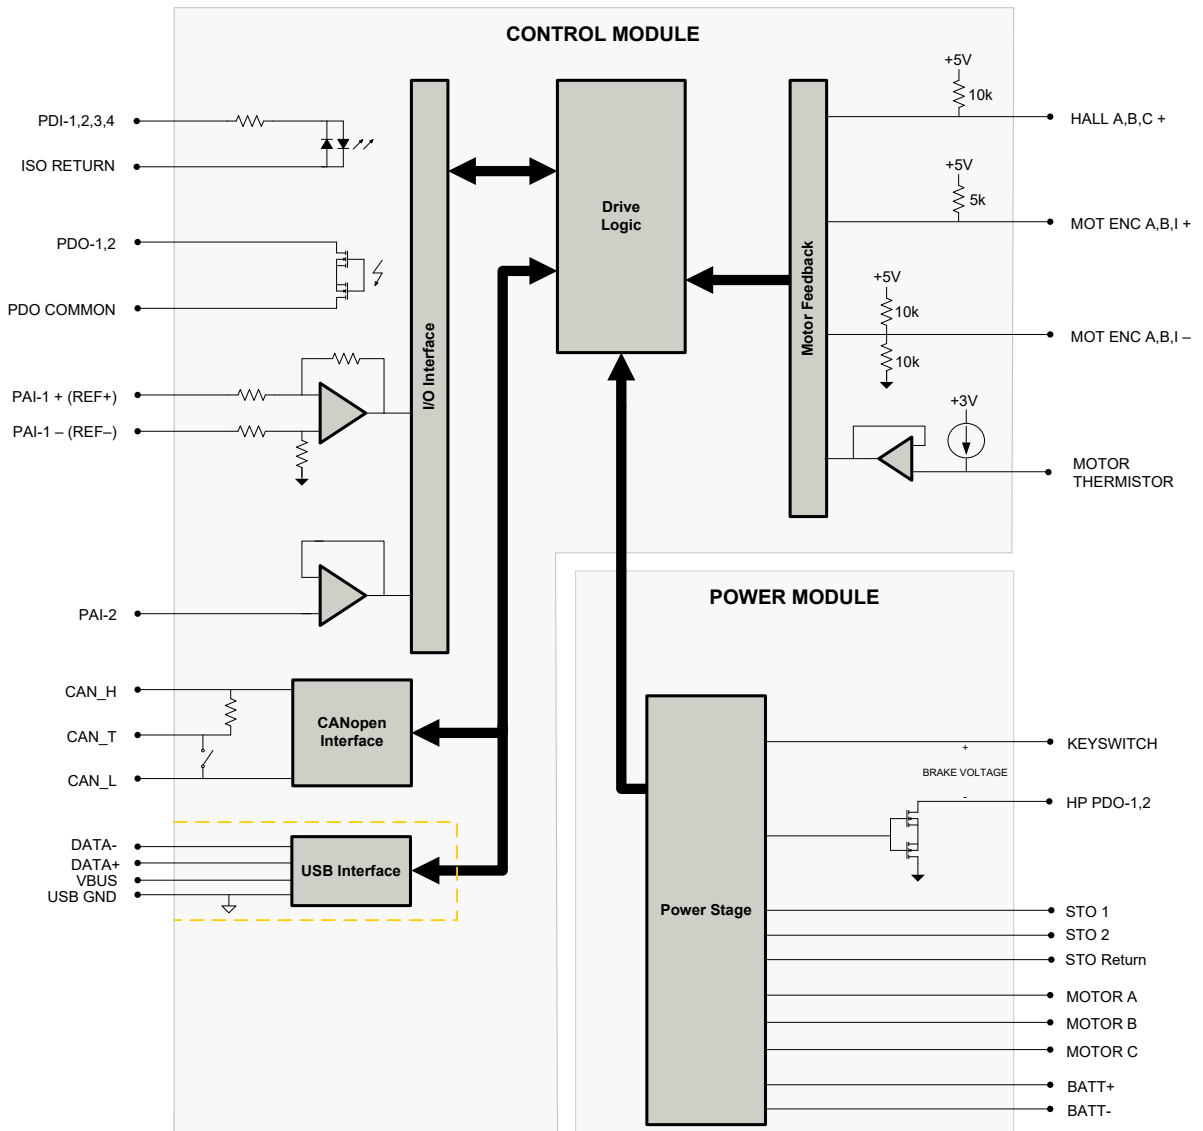 CONTROL MODULE
PDI-1,2,3,4
ISO RETURN
PDO-1,2
PDO COMMON
PAI-1 + (REF+)
PAI-1 – (REF–)
PAI-2
CAN_H
CAN_T
CAN_L
DATA-
DATA+
VBUS
USB GND
I/O Interface
CANopen
Interface
USB Interface
Drive
Logic
Motor Feedback
+5V
10k
HALL A,B,C +
+5V
5k
MOT ENC A,B,I +
+5V
10k
10k
MOT ENC A,B,I –
+3V
MOTOR
THERMISTOR
POWER MODULE
Power Stage
KEYSWITCH
+
BRAKE VOLTAGE
-
HP PDO-1,2
STO 1
STO 2
STO Return
MOTOR A
MOTOR B
MOTOR C
BATT+
BATT-